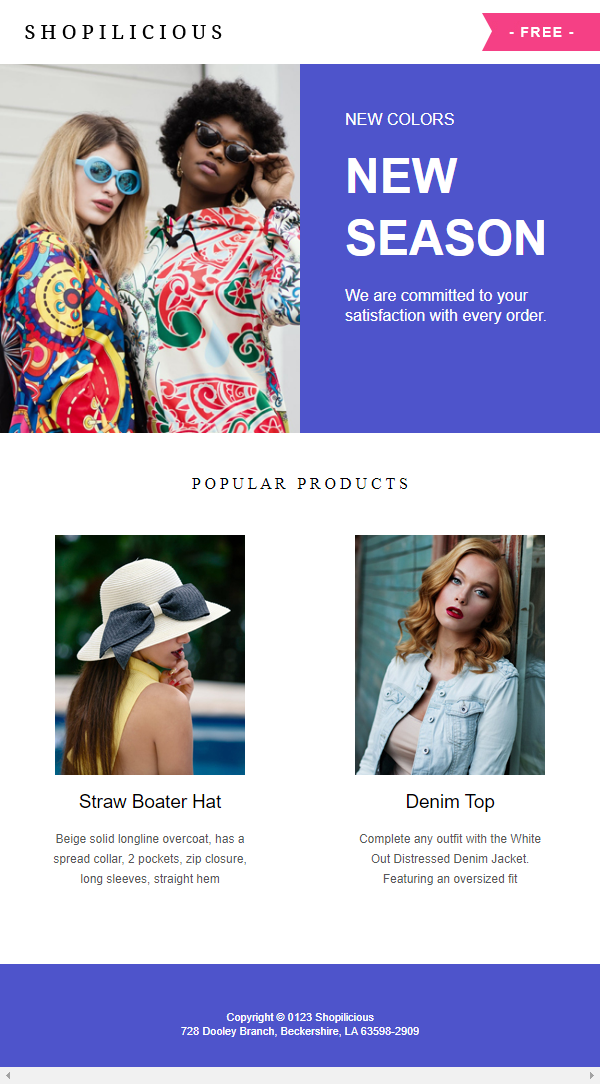 SHOPILICIOUS
- FREE -
NEW COLORS
NEW
SEASON
We are committed to your
satisfaction with every order.
POPULAR PRODUCTS
Straw Boater Hat
Beige solid longline overcoat, has a
spread collar, 2 pockets, zip closure,
long sleeves, straight hem
Denim Top
Complete any outfit with the White
Out Distressed Denim Jacket.
Featuring an oversized fit
Copyright © 0123 Shopilicious
728 Dooley Branch, Beckershire, LA 63598-2909